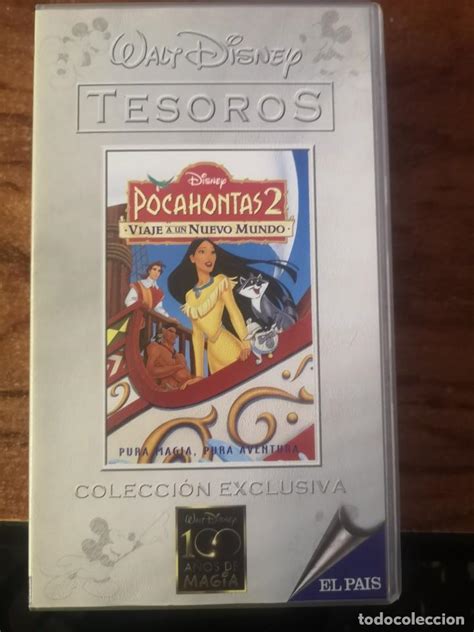 WALT DISNEY
TESOROS
DISNEY
POCAHONTAS 2
VIAJE A UN NUEVO MUNDO
PURA MAGIA, PURA AVENTURA
COLECCIÓN EXCLUSIVA
WALT DISNEY
100
AÑOS DE
MAGIA
EL PAIS
todocoleccion